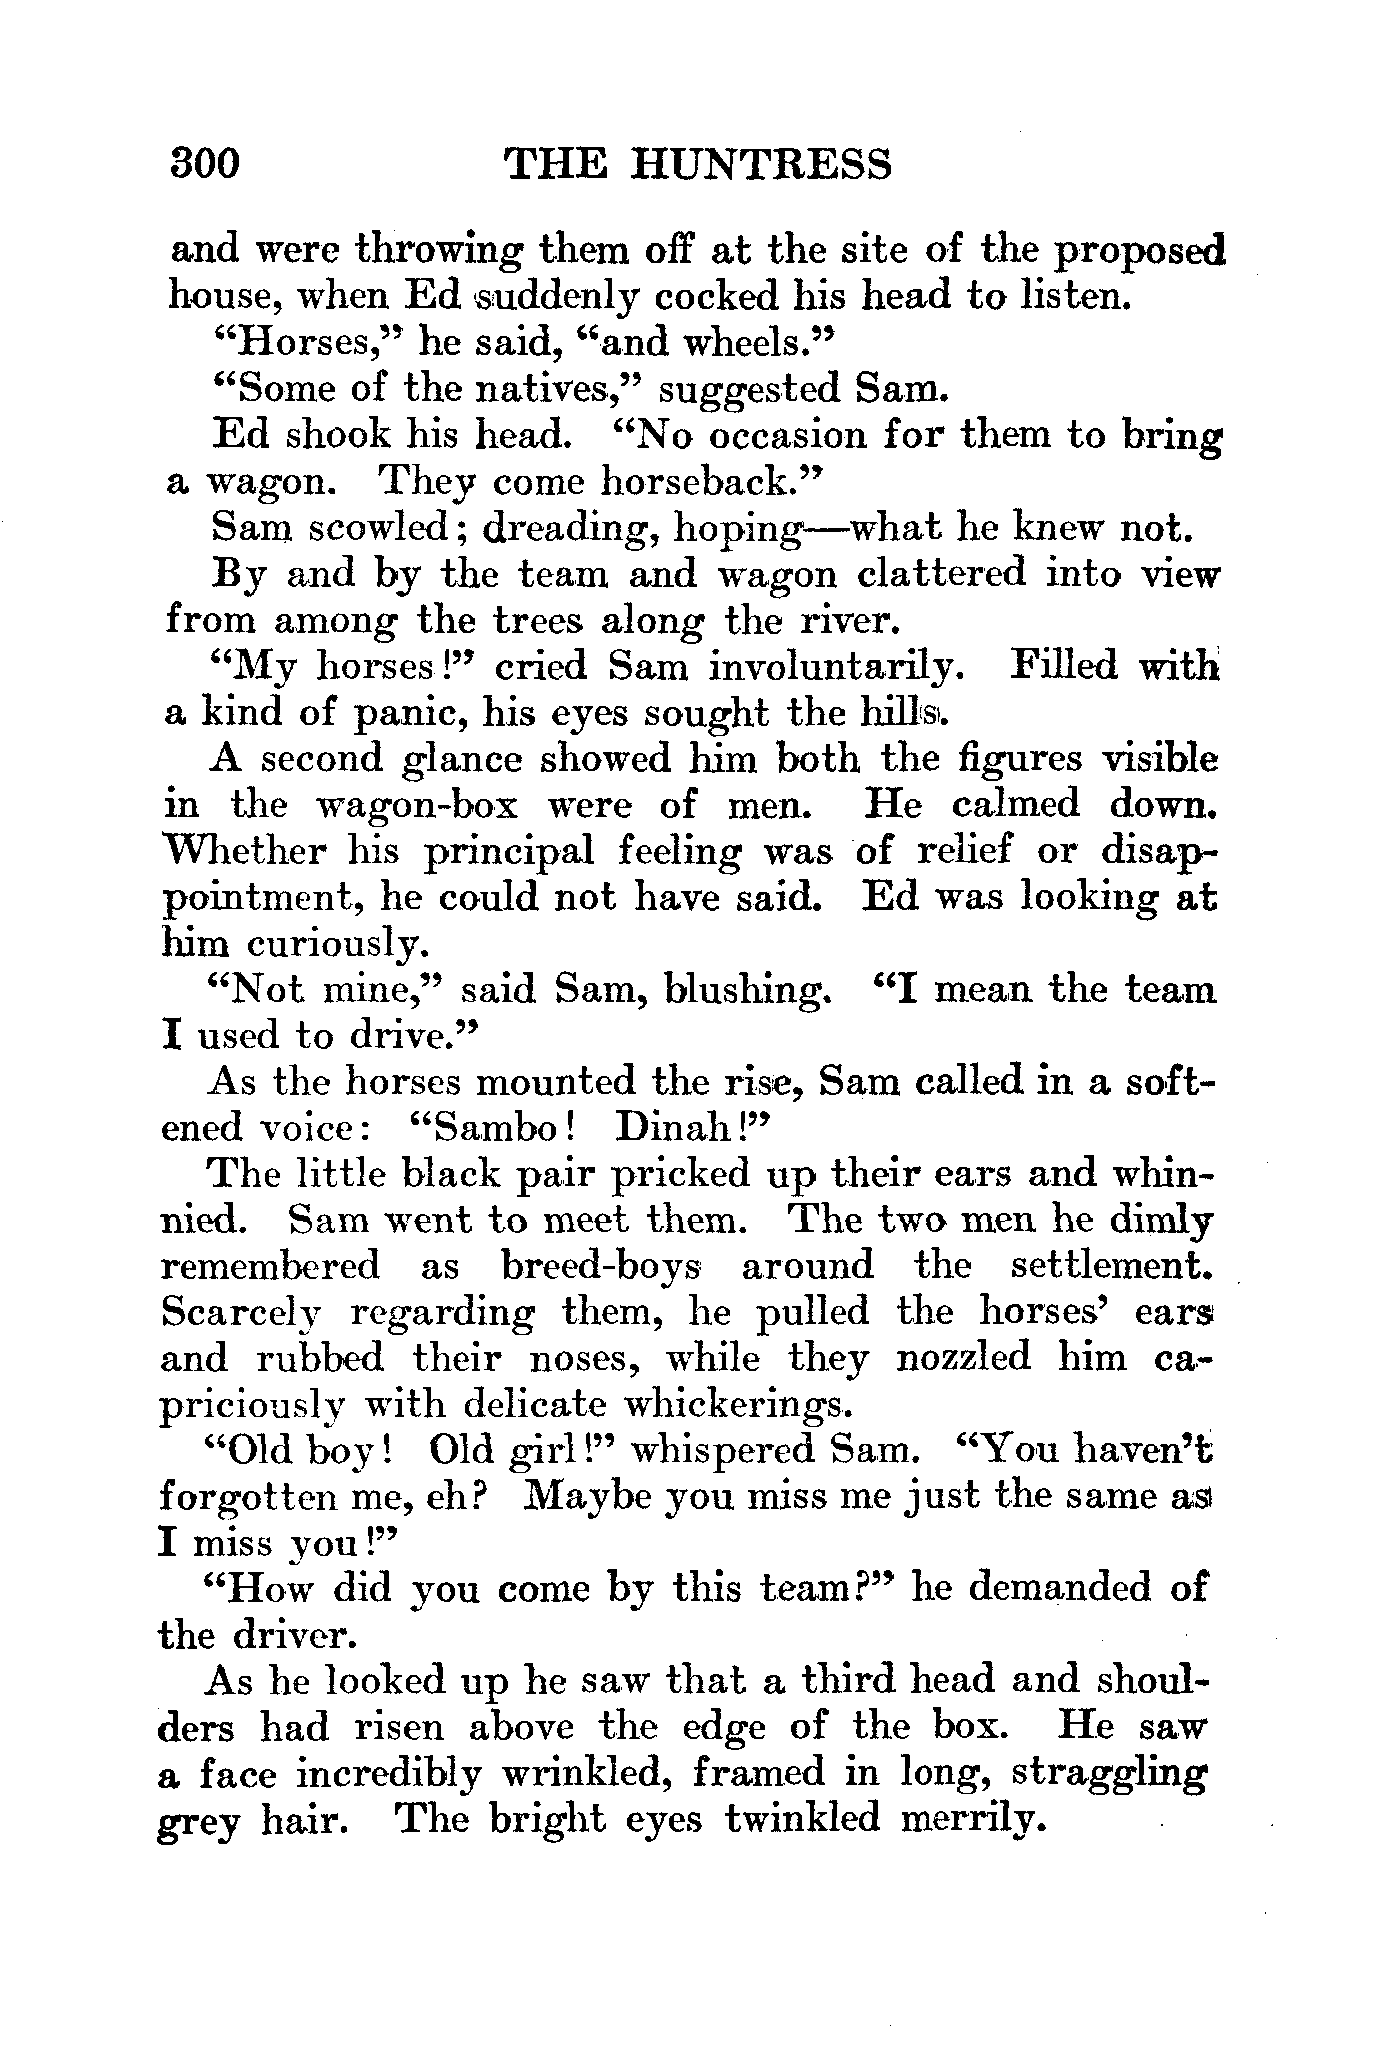 300 THE HUNTRESS
and were throwing them off at the site of the proposed
house, when Ed suddenly cocked his head to listen.
“Horses,” he said, “and wheels.”
“Some of the natives,” suggested Sam.
Ed shook his head. “No occasion for them to bring
a wagon. They come horseback.”
Sam scowled; dreading, hoping—what he knew not.
By and by the team and wagon clattered into view
from among the trees along the river.
“My horses!” cried Sam involuntarily. Filled with
a kind of panic, his eyes sought the hills.
A second glance showed him both the figures visible
in the wagon-box were of men. He calmed down.
Whether his principal feeling was of relief or disap-
pointment, he could not have said. Ed was looking at
him curiously.
“Not mine,” said Sam, blushing. “I mean the team
I used to drive.”
As the horses mounted the rise, Sam called in a soft-
ened voice: “Sambo! Dinah!”
The little black pair pricked up their ears and whin-
nied. Sam went to meet them. The two men he dimly
remembered as breed-boys around the settlement.
Scarcely regarding them, he pulled the horses’ ears
and rubbed their noses, while they nozzled him ca-
priciously with delicate whickerings.
“Old boy! Old girl!” whispered Sam. “You haven’t
forgotten me, eh? Maybe you miss me just the same as
I miss you!”
“How did you come by this team?” he demanded of
the driver.
As he looked up he saw that a third head and shoul-
ders had risen above the edge of the box. He saw
a face incredibly wrinkled, framed in long, straggling
grey hair. The bright eyes twinkled merrily.